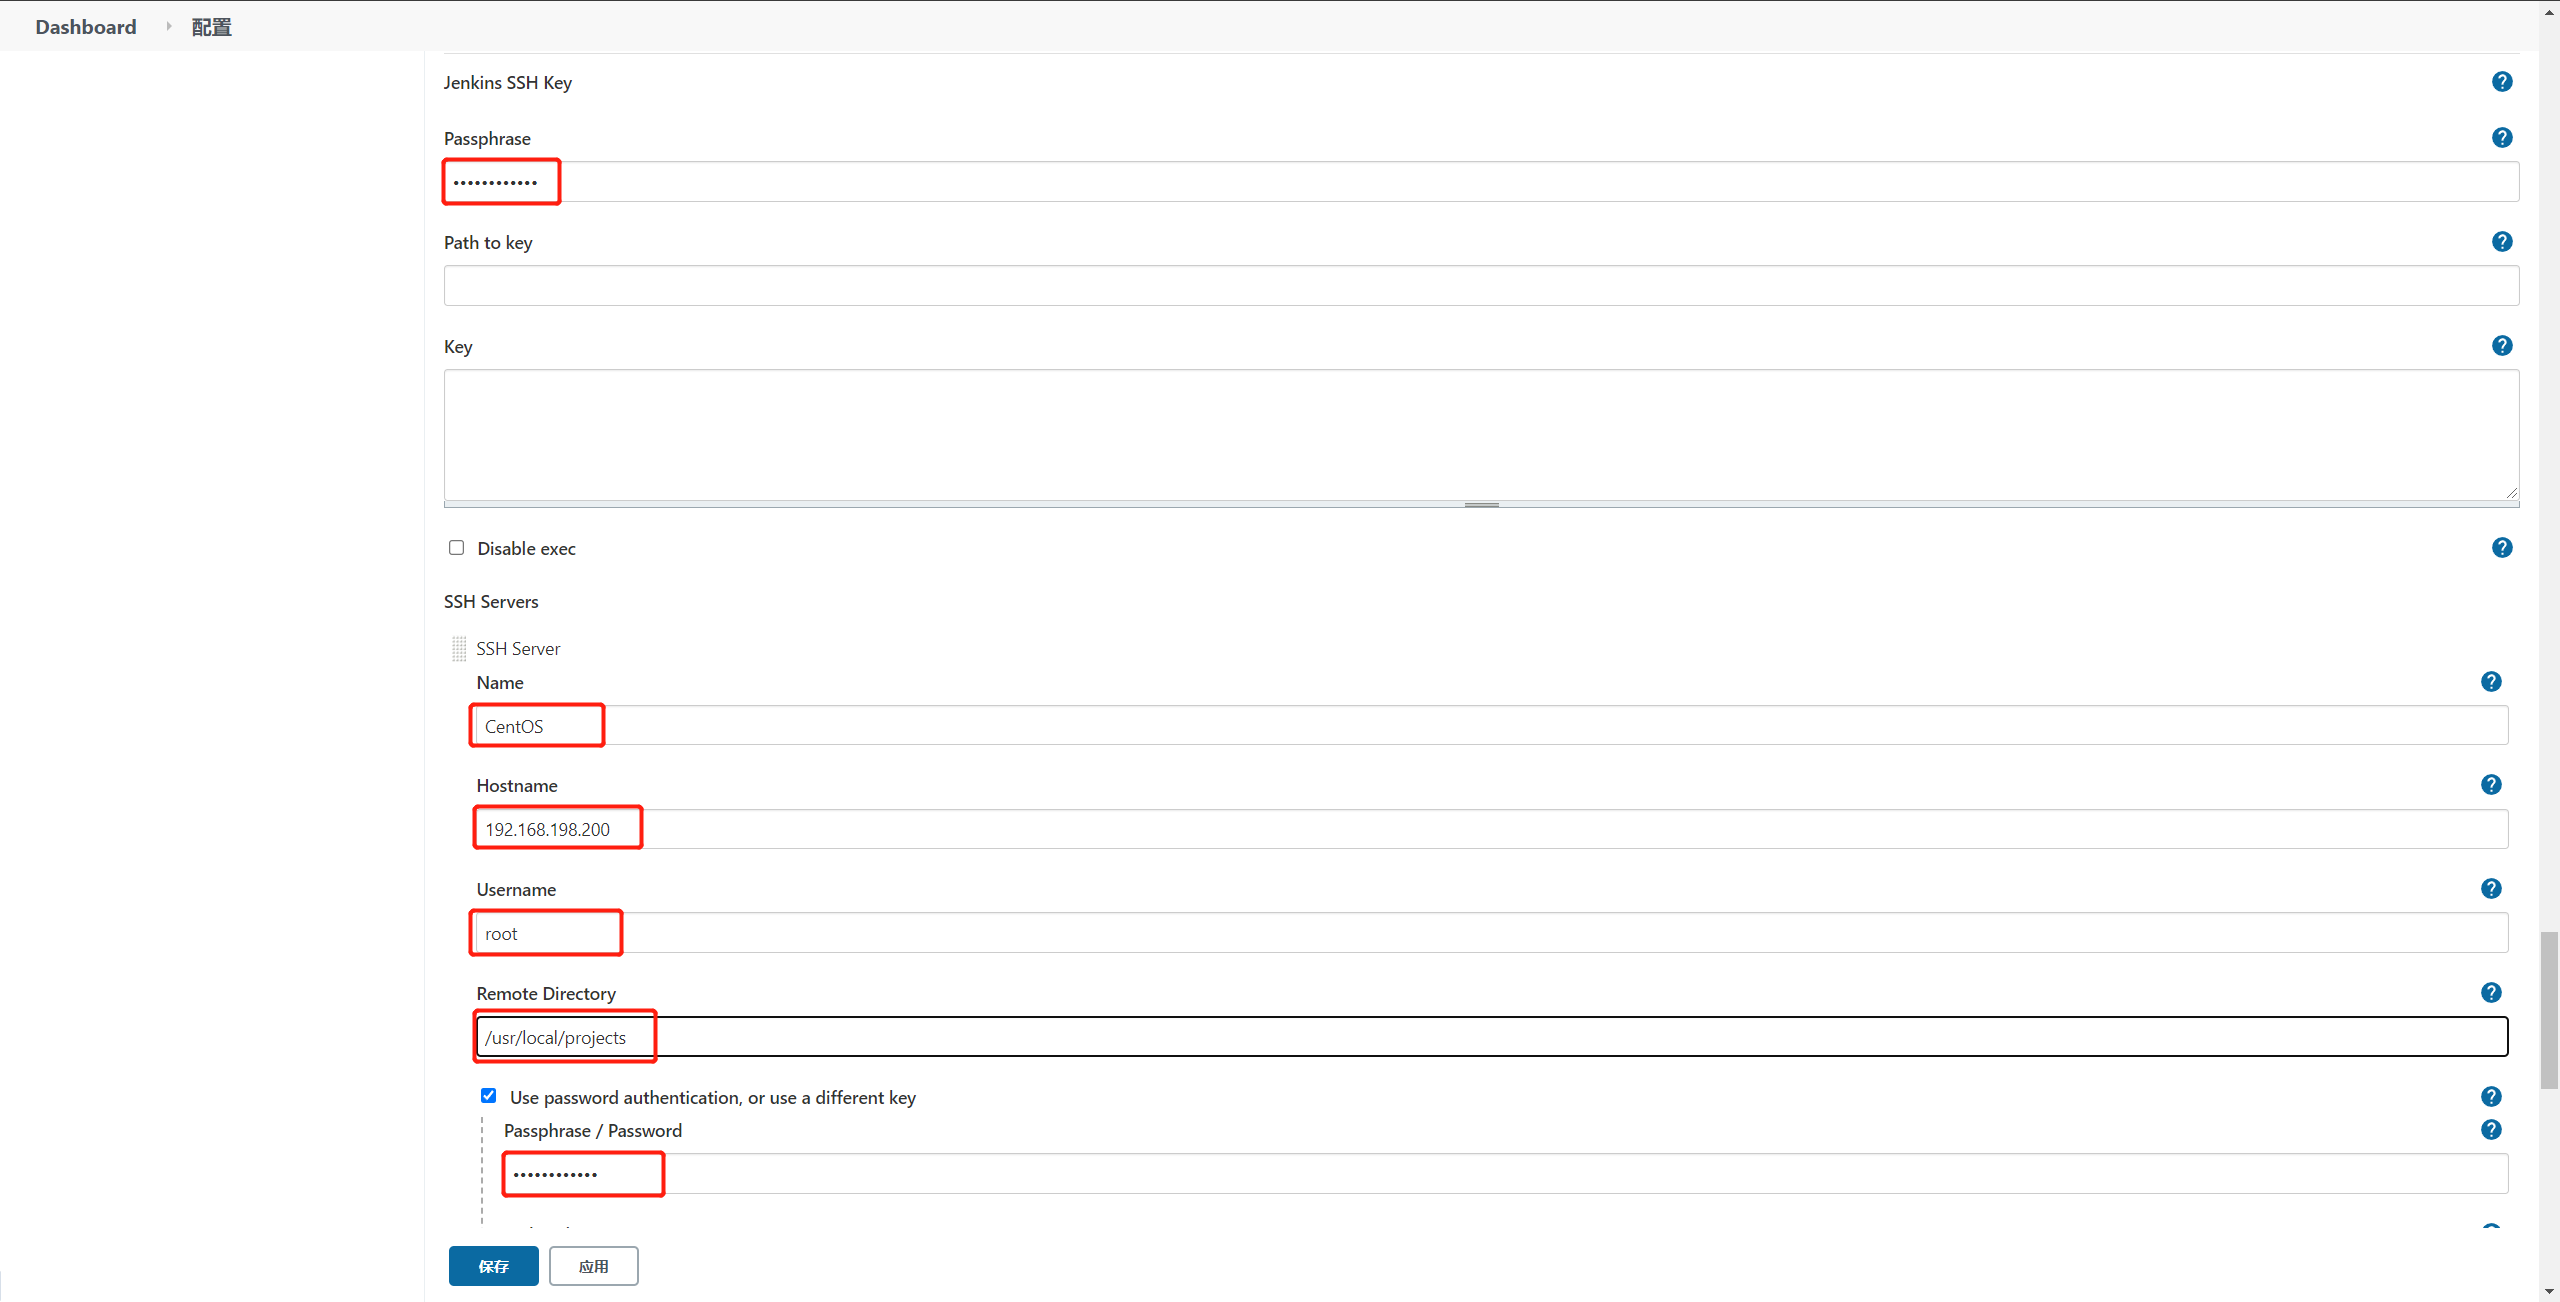 Dashboard 配置
Jenkins SSH Key
Passphrase
••••••••••••
Path to key
Key
Disable exec
SSH Servers
SSH Server
Name
CentOS
Hostname
192.168.198.200
Username
root
Remote Directory
/usr/local/projects
Use password authentication, or use a different key
Passphrase / Password
••••••••••••
保存 应用